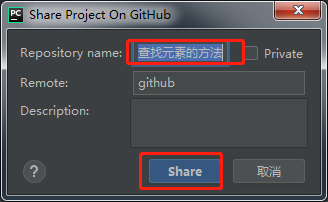 PC Share Project On GitHub
Repository name: 查找元素的方法 Private
Remote: github
Description:
? Share 取消